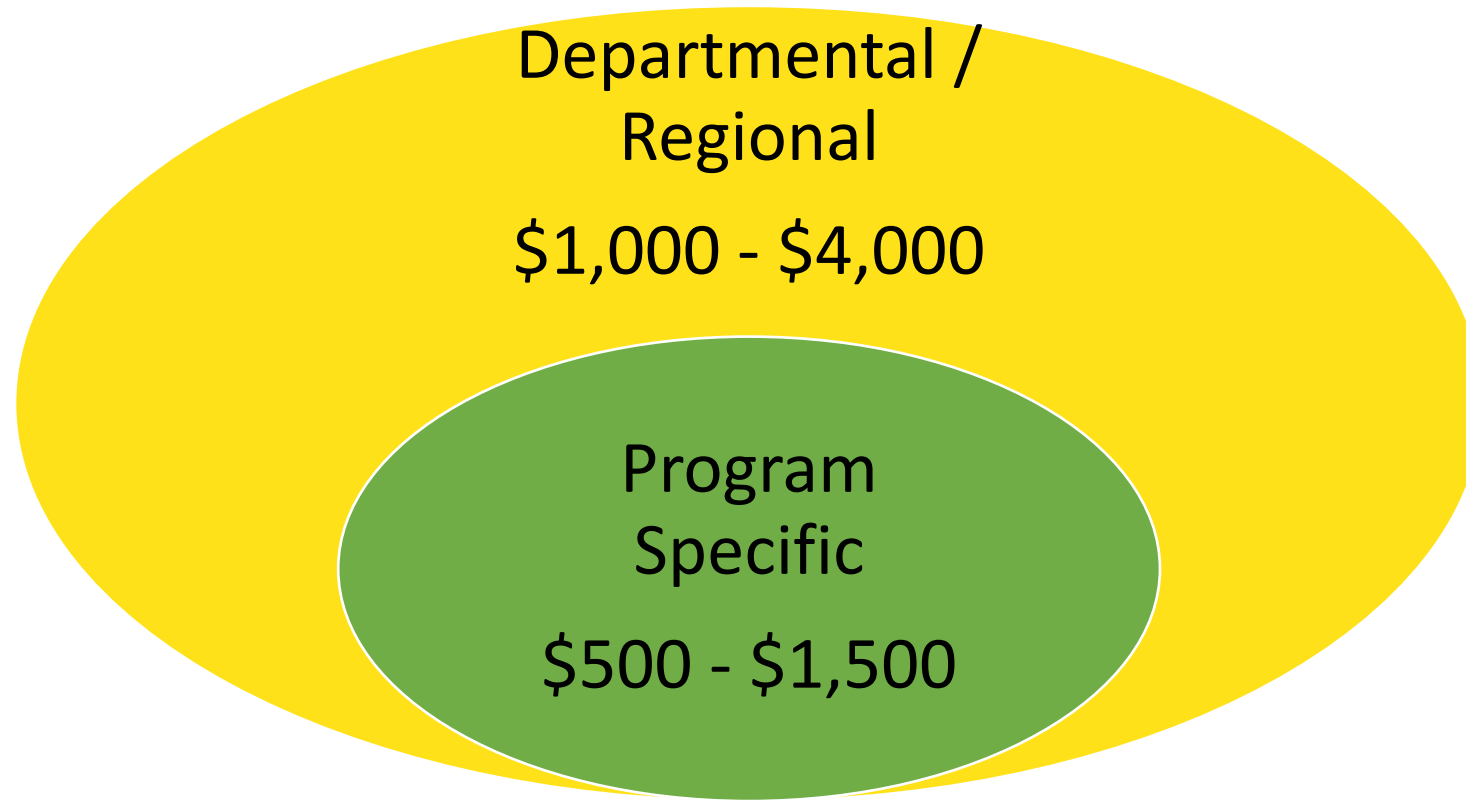 Departmental /
Regional
$1,000 - $4,000
Program
Specific
$500 - $1,500